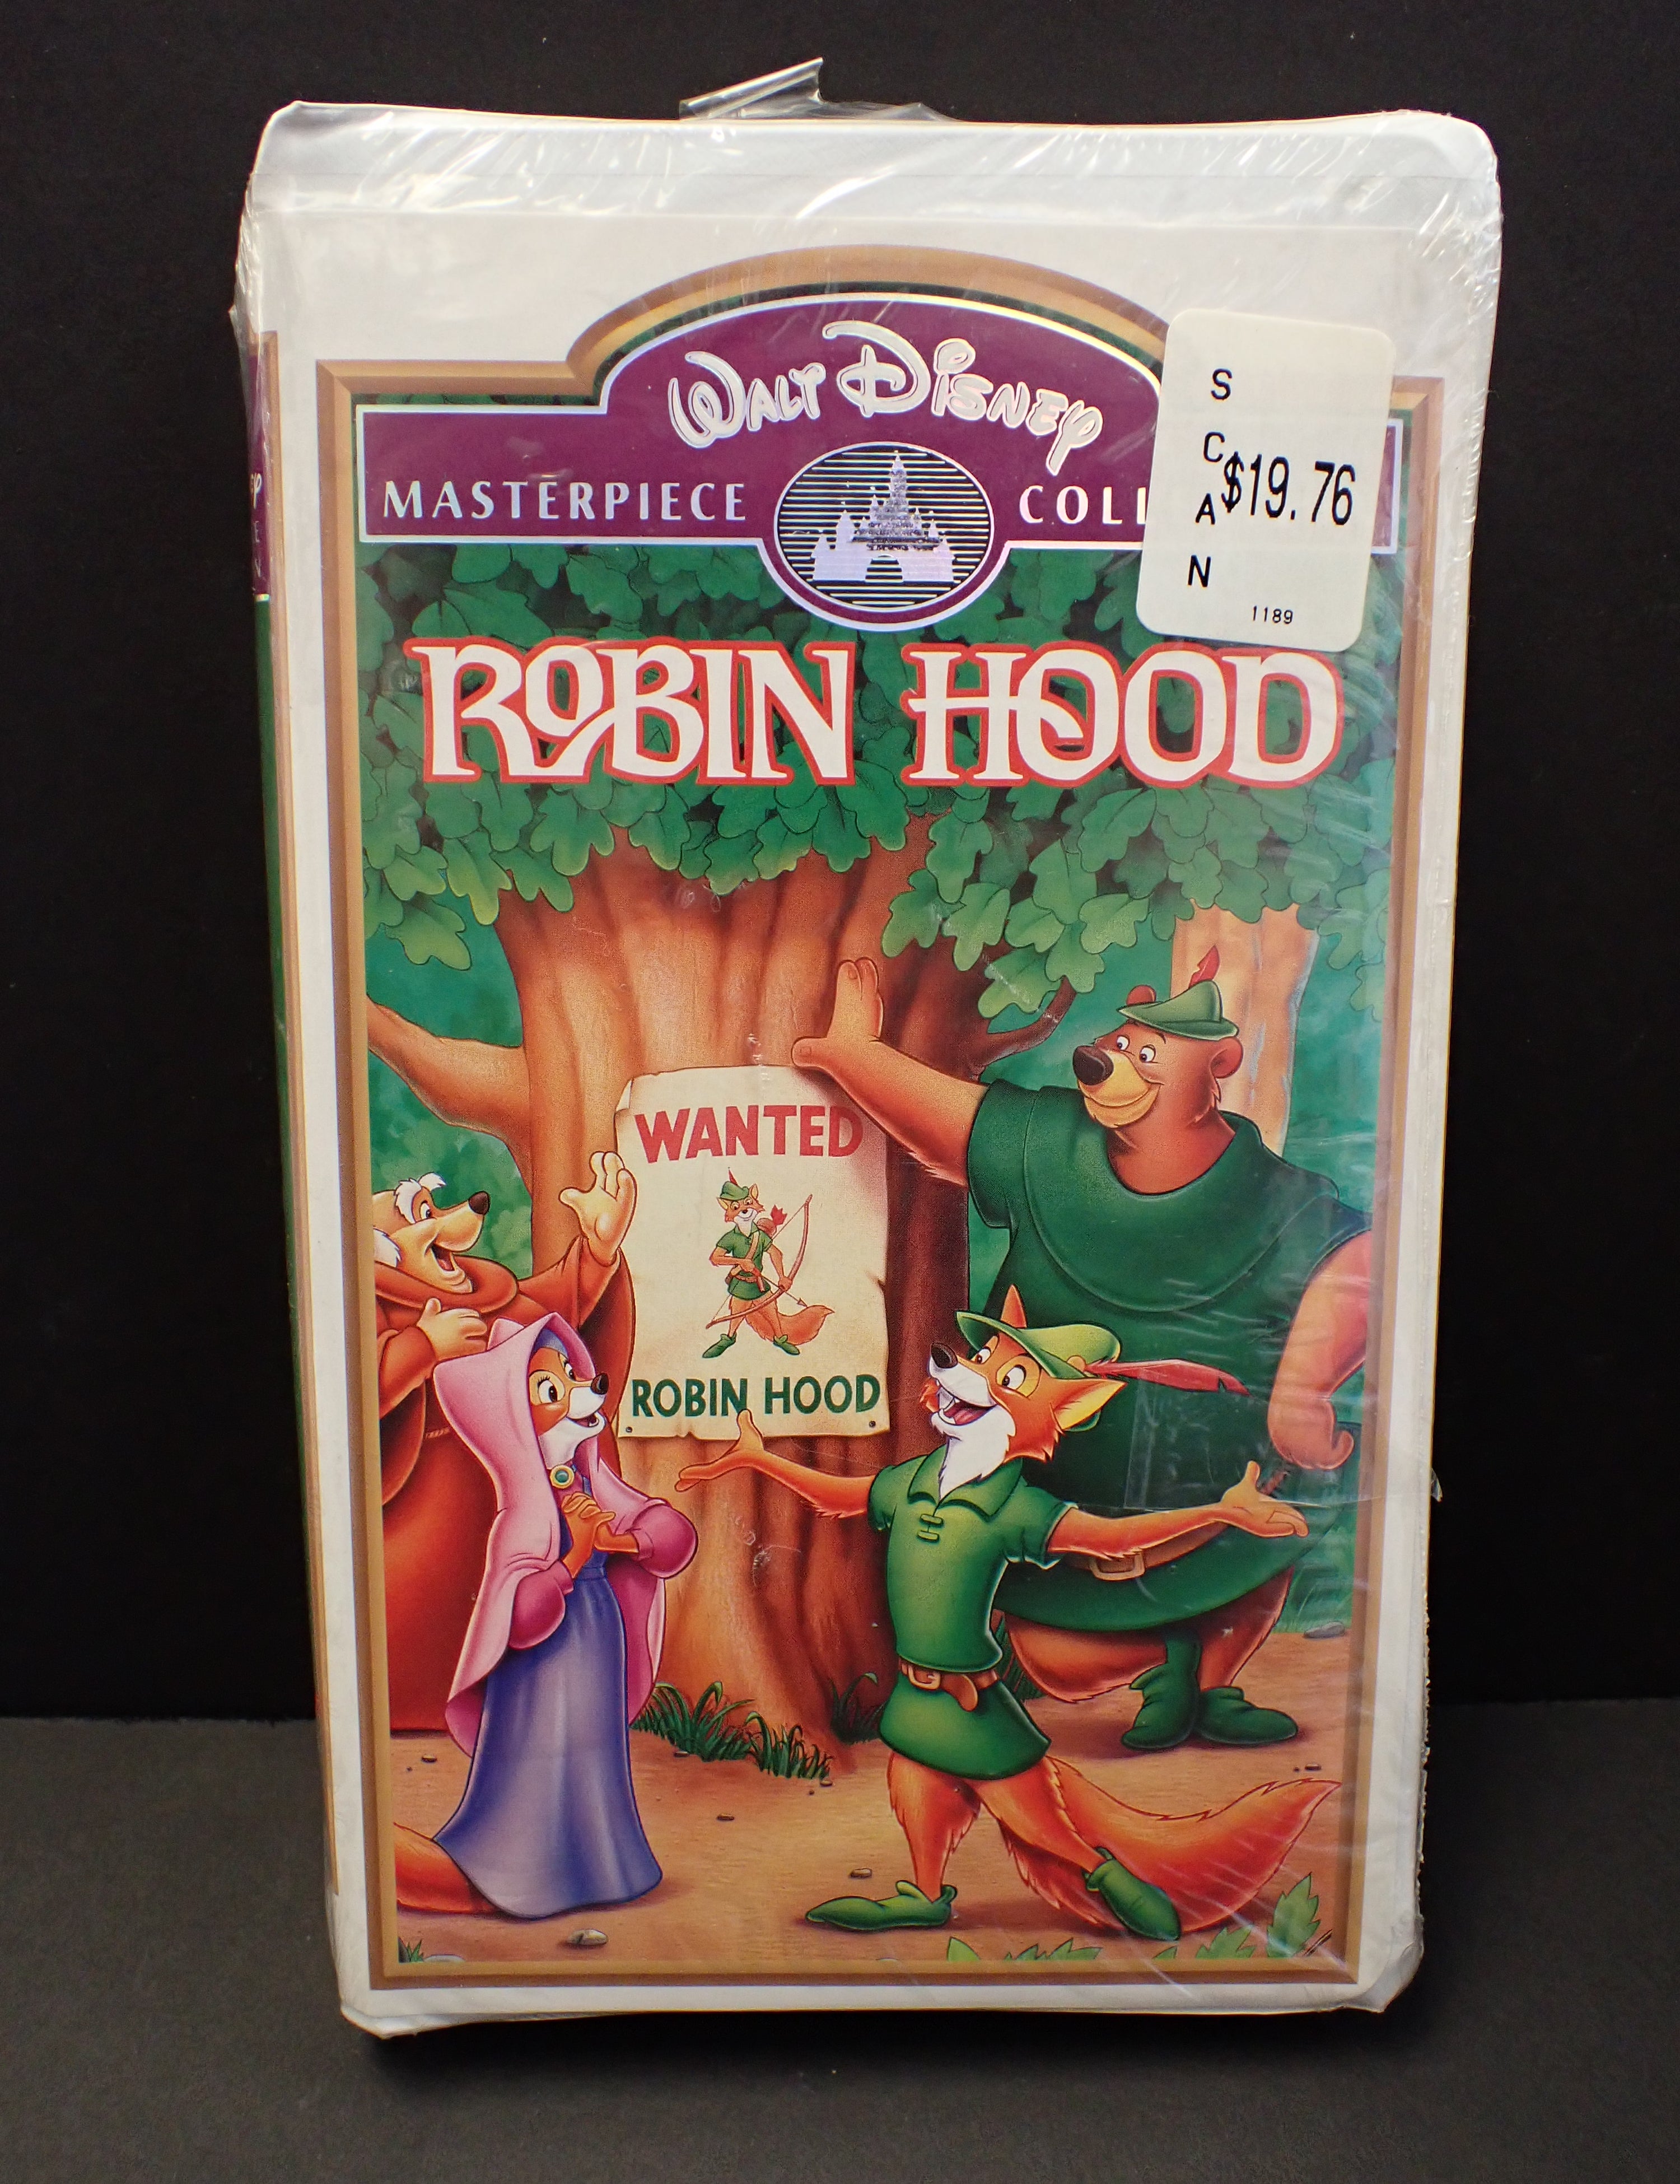 WALT DISNEY
MASTERPIECE COLL
S
C
A
N
$19.76
1189
ROBIN HOOD
WANTED
ROBIN HOOD